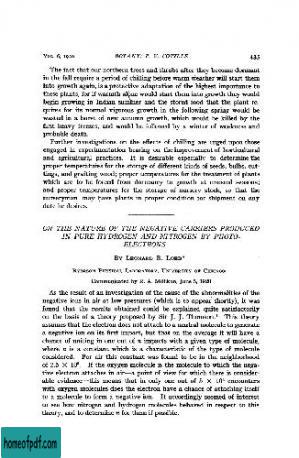 VOL. 6, 1920 BOTANY: F. V. COVILLE 435
The fact that our northern trees and shrubs after they become dormant
in the fall require a period of chilling before warm weather will start them
into growth again, is a protective adaptation of the highest importance to
these plants, for if warmth alone would start them into growth they would
begin growing in Indian summer and the stored food that the plant re-
quires for its normal vigorous growth in the following spring would be
wasted in a burst of new autumn growth, which would be killed by the
first heavy freezes, and would be followed by a winter of weakness and
probable death.
Further investigations on the effects of chilling are urged upon those
engaged in experimentation bearing on the improvement of horticultural
and agricultural practices. It is desirable especially to determine the
proper temperatures for the storage of different kinds of seeds, bulbs, cut-
tings, and grafting wood; proper temperatures for the treatment of plants
which are to be forced from dormancy to growth at unusual seasons;
and proper temperatures for the storage of nursery stock, so that the
nurseryman may have plants in proper condition for shipment on any
date he desires.
ON THE NATURE OF THE NEGATIVE CARRIERS PRODUCED
IN PURE HYDROGEN AND NITROGEN BY PHOTO-
ELECTRONS
BY LEONARD B. LOEB*
RYERSON PHYSICAL LABORATORY, UNIVERSITY OF CHICAGO
Communicated by R. A. Millikan, June 5, 1920
As the result of an investigation of the cause of the abnormalities of the
negative ions in air at low pressures (which is to appear shortly), it was
found that the results obtained could be explained quite satisfactorily
on the basis of a theory proposed by Sir J. J. Thomson.¹ This theory
assumes that the electron does not attach to a neutral molecule to generate
a negative ion on its first impact, but that on the average it will have a
chance of uniting in one out of n impacts with a given type of molecule,
where n is a constant which is a characteristic of the type of molecule
considered. For air this constant was found to be in the neighborhood
of 2.5 × 10⁵. If the oxygen molecule is the molecule to which the nega-
tive electron attaches in air—a point of view for which there is consider-
able evidence—this means that in only one out of 5 × 10⁴ encounters
with oxygen molecules does the electron have a chance of attaching itself
to a molecule to form a negative ion. It accordingly seemed of interest
to see how nitrogen and hydrogen molecules behaved in respect to this
theory, and to determine n for them if possible.
homeofpdf.com